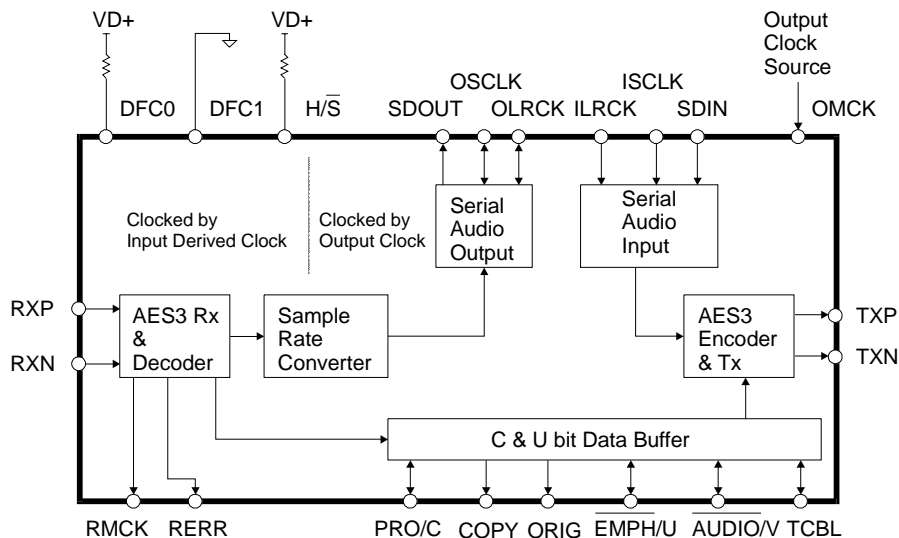 VD+
VD+
Output
Clock
Source
DFC0
DFC1
H/S̅
OSCLK
ISCLK
SDOUT
OLRCK
ILRCK
SDIN
OMCK
Clocked by
Input Derived Clock
Clocked by
Output Clock
Serial
Audio
Output
Serial
Audio
Input
RXP
RXN
AES3 Rx
&
Decoder
Sample
Rate
Converter
AES3
Encoder
& Tx
TXP
TXN
C & U bit Data Buffer
RMCK
RERR
PRO/C
COPY
ORIG
EMPH/U
AUDIO/V
TCBL